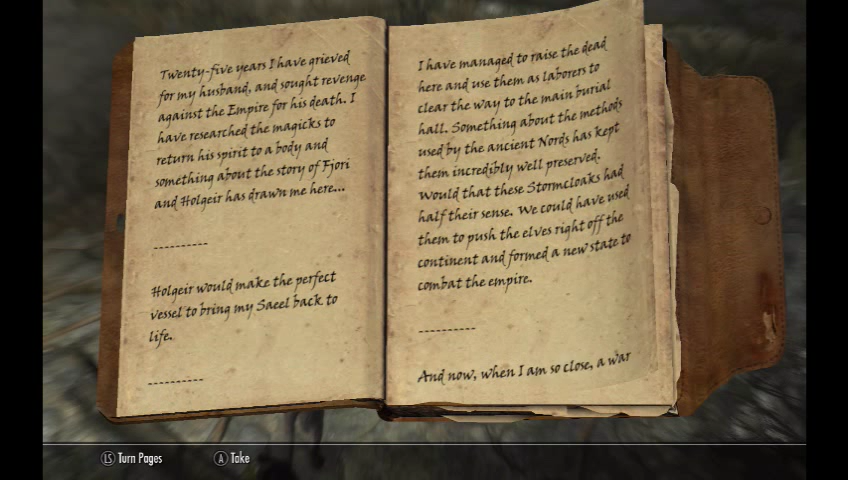 Twenty-five years I have grieved
for my husband, and sought revenge
against the Empire for his death. I
have researched the magicks to
return his spirit to a body and
something about the story of Fjori
and Holgeir has drawn me here...
----------
Holgeir would make the perfect
vessel to bring my Saeel back to
life.
----------
I have managed to raise the dead
here and use them as laborers to
clear the way to the main burial
hall. Something about the methods
used by the ancient Nords has kept
them incredibly well preserved.
Would that these Stormcloaks had
half their sense. We could have used
them to push the elves right off the
continent and formed a new state to
combat the empire.
----------
And now, when I am so close, a war
LS Turn Pages
A Take